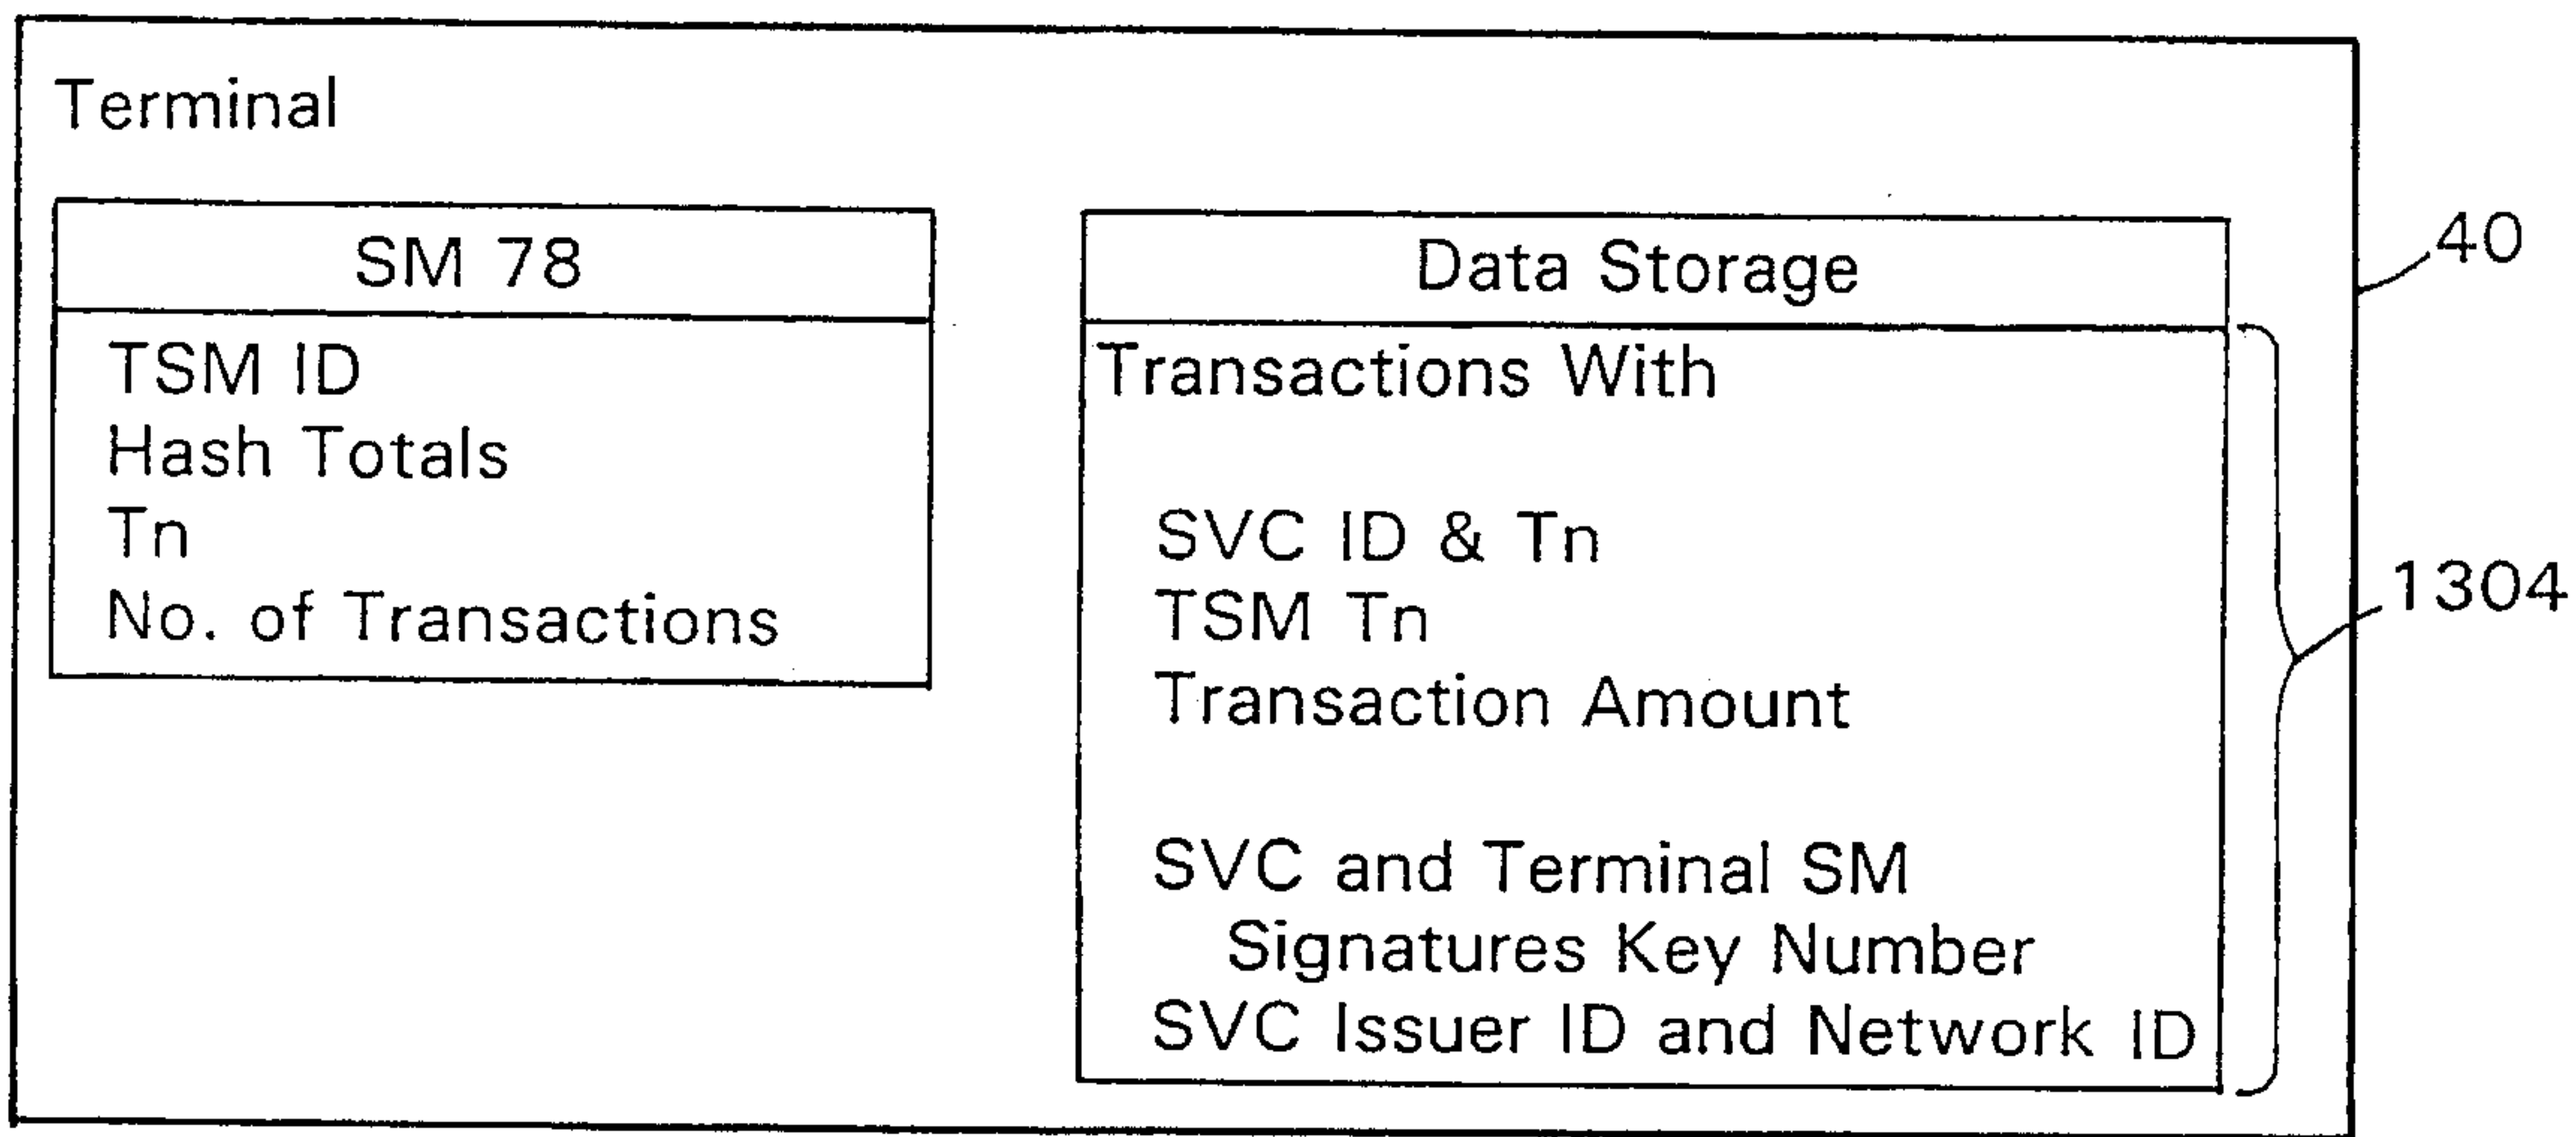 Terminal
SM 78
TSM ID
Hash Totals
Tn
No. of Transactions
Data Storage
Transactions With
SVC ID & Tn
TSM Tn
Transaction Amount
SVC and Terminal SM
Signatures Key Number
SVC Issuer ID and Network ID
40
1304